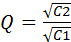 Q = √C2 / √C1